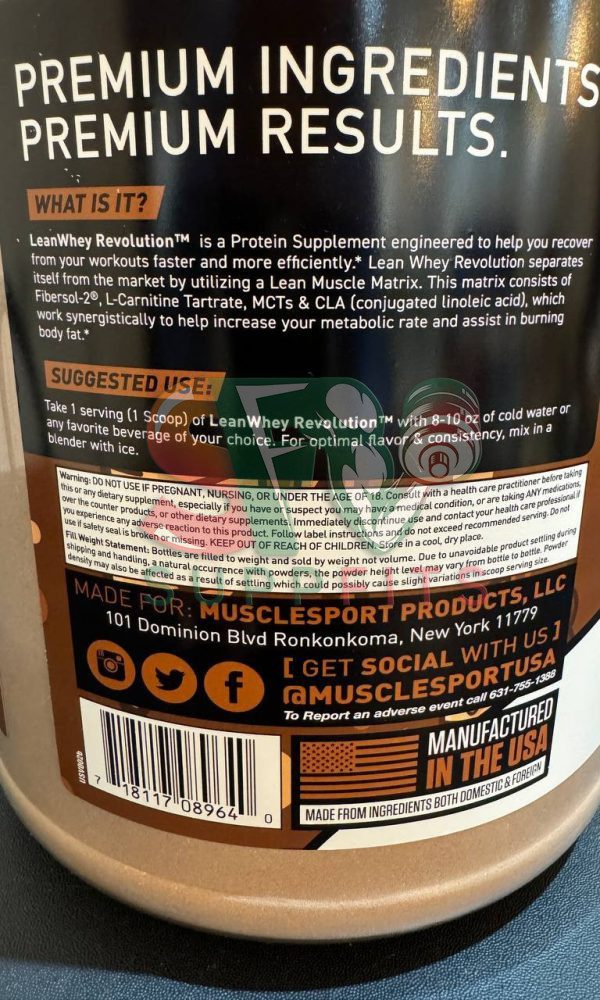 PREMIUM INGREDIENTS
PREMIUM RESULTS.
WHAT IS IT?
LeanWhey Revolution™ is a Protein Supplement engineered to help you recover
from your workouts faster and more efficiently.* Lean Whey Revolution separates
itself from the market by utilizing a Lean Muscle Matrix. This matrix consists of
Fibersol-2®, L-Carnitine Tartrate, MCTs & CLA (conjugated linoleic acid), which
work synergistically to help increase your metabolic rate and assist in burning
body fat.*
SUGGESTED USE:
Take 1 serving (1 Scoop) of LeanWhey Revolution™ with 8-10 oz of cold water or
any favorite beverage of your choice. For optimal flavor & consistency, mix in a
blender with ice.
Warning: DO NOT USE IF PREGNANT, NURSING, OR UNDER THE AGE OF 18. Consult with a health care practitioner before taking
this or any dietary supplement, especially if you have or suspect you have a medical condition, or are taking ANY medications,
over the counter products, or other dietary supplements. Immediately discontinue use and contact your health care professional if
you experience any adverse reaction to this product. Follow label instructions and do not exceed recommended serving. Do not
use if safety seal is broken or missing. KEEP OUT OF REACH OF CHILDREN. Store in a cool, dry place.
Fill Weight Statement: Bottles are filled to weight and sold by weight not volume. Due to unavoidable product settling during
shipping and handling, a natural occurence with powders, the powder height level may vary from bottle to bottle. Powder
density may also be affected as a result of settling which could possibly cause slight variations in scoop serving size.
MADE FOR: MUSCLESPORT PRODUCTS, LLC
101 Dominion Blvd Ronkonkoma, New York 11779
[ GET SOCIAL WITH US ]
@MUSCLESPORTUSA
To Report an adverse event call 631-755-1388
7 18117 08964 0
MANUFACTURED
IN THE USA
MADE FROM INGREDIENTS BOTH DOMESTIC & FOREIGN